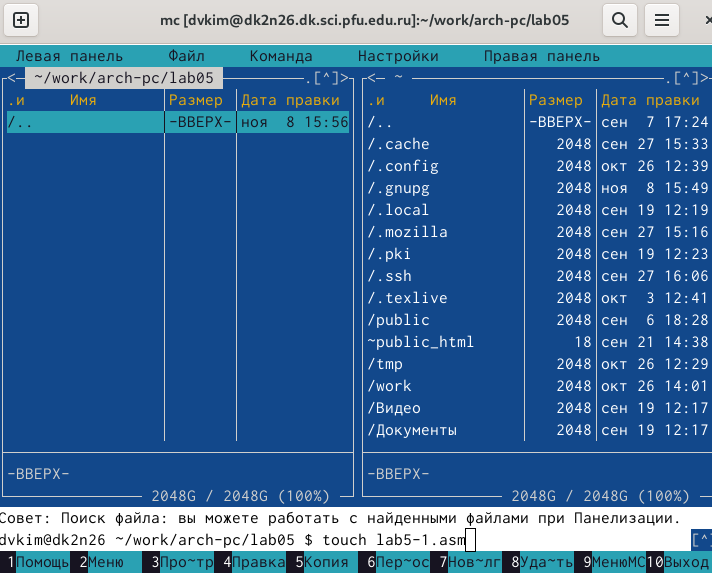 mc [dvkim@dk2n26.dk.sci.pfu.edu.ru]:~/work/arch-pc/lab05
Левая панель Файл Команда Настройки Правая панель
<— ~/work/arch-pc/lab05 .[^]>
.и Имя Размер Дата правки
/.. -ВВЕРХ- ноя 8 15:56
-ВВЕРХ-
2048G / 2048G (100%)
<— ~ .[^]>
.и Имя Размер Дата правки
/.. -ВВЕРХ- сен 7 17:24
/.cache 2048 сен 27 15:33
/.config 2048 окт 26 12:39
/.gnupg 2048 ноя 8 15:49
/.local 2048 сен 19 12:19
/.mozilla 2048 сен 27 15:16
/.pki 2048 сен 19 12:23
/.ssh 2048 сен 27 16:06
/.texlive 2048 окт 3 12:41
/public 2048 сен 6 18:28
~public_html 18 сен 21 14:38
/tmp 2048 окт 26 12:29
/work 2048 окт 26 14:01
/Видео 2048 сен 19 12:17
/Документы 2048 сен 19 12:17
-ВВЕРХ-
2048G / 2048G (100%)
Совет: Поиск файла: вы можете работать с найденными файлами при Панелизации.
dvkim@dk2n26 ~/work/arch-pc/lab05 $ touch lab5-1.asm [^]
1Помощь 2Меню 3Про~тр 4Правка 5Копия 6Пер~ос 7Нов~лг 8Уда~ть 9МенюМС 10Выход